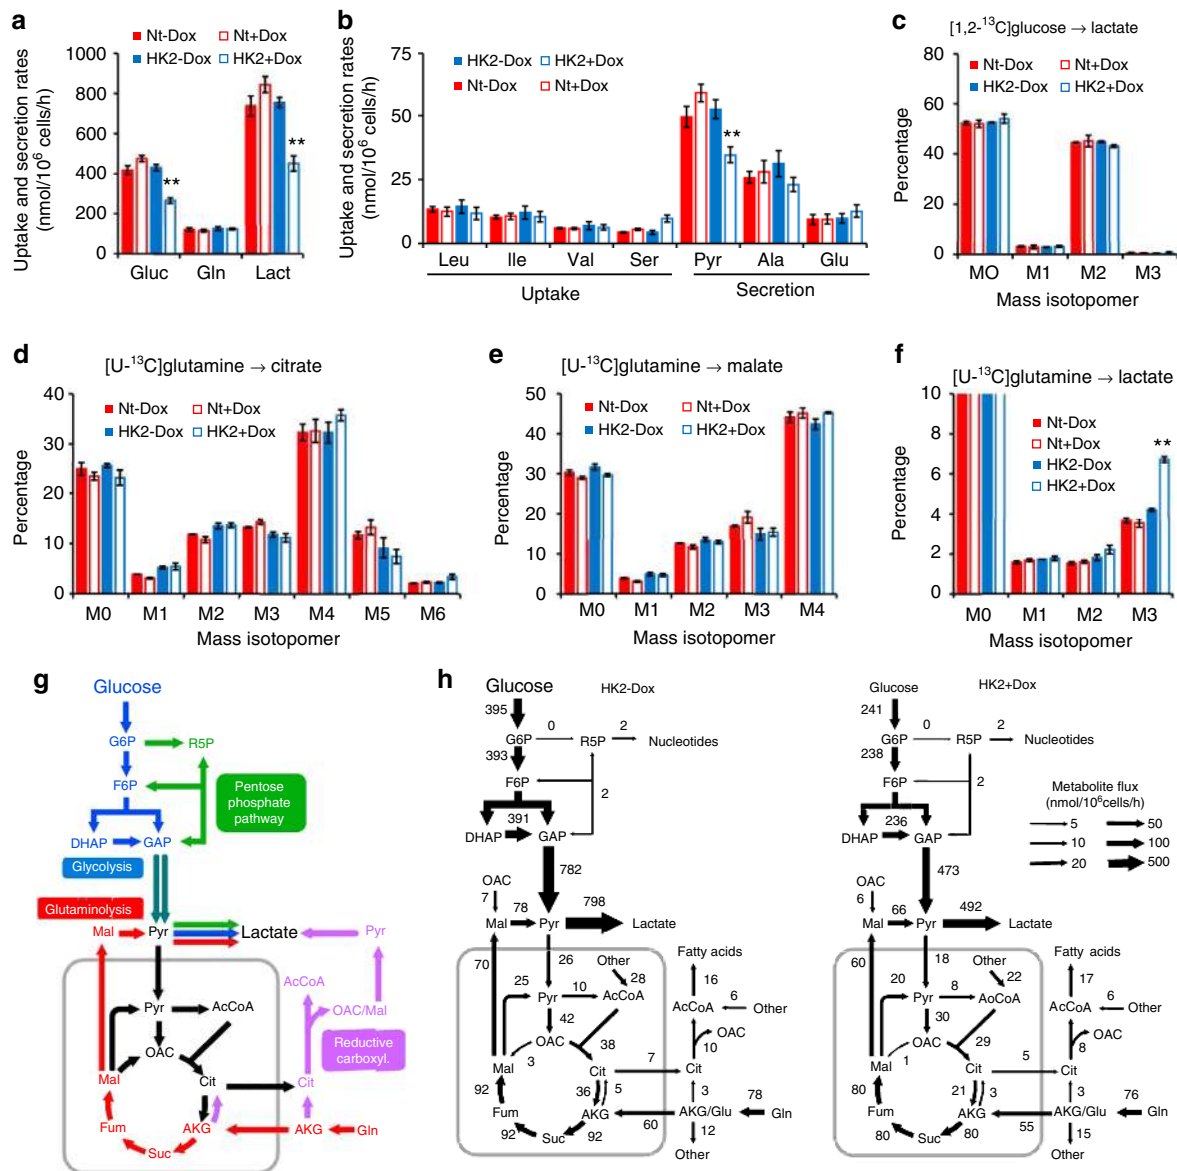 a
Nt-Dox Nt+Dox
HK2-Dox HK2+Dox
Uptake and secretion rates
(nmol/10⁶ cells/h)
1000
800
600
400
200
0
**
**
Gluc Gln Lact
b
HK2-Dox HK2+Dox
Nt-Dox Nt+Dox
Uptake and secretion rates
(nmol/10⁶ cells/h)
75
50
25
0
**
Leu Ile Val Ser Pyr Ala Glu
Uptake Secretion
c
[1,2-¹³C]glucose → lactate
Nt-Dox Nt+Dox
HK2-Dox HK2+Dox
Percentage
80
60
40
20
0
MO M1 M2 M3
Mass isotopomer
d
[U-¹³C]glutamine → citrate
Nt-Dox Nt+Dox
HK2-Dox HK2+Dox
Percentage
40
30
20
10
0
M0 M1 M2 M3 M4 M5 M6
Mass isotopomer
e
[U-¹³C]glutamine → malate
Nt-Dox Nt+Dox
HK2-Dox HK2+Dox
Percentage
50
40
30
20
10
0
M0 M1 M2 M3 M4
Mass isotopomer
f
[U-¹³C]glutamine → lactate
Nt-Dox
Nt+Dox
HK2-Dox
HK2+Dox
**
Percentage
10
8
6
4
2
0
M0 M1 M2 M3
Mass isotopomer
g
Glucose
G6P R5P
F6P
Pentose
phosphate
pathway
DHAP GAP
Glycolysis
Glutaminolysis
Mal Pyr Lactate Pyr
AcCoA
Pyr AcCoA OAC/Mal
OAC
Reductive
carboxyl.
Mal Cit Cit
Fum AKG AKG Gln
Suc
h
Glucose HK2-Dox
395 0 2
G6P R5P Nucleotides
393
F6P
2
391
DHAP GAP
782
OAC
7 78 798
Mal Pyr Lactate
70 26 Other Fatty acids
25 10 28 16
Pyr AcCoA AcCoA 6 Other
42 OAC
OAC 38 10
3 7
Mal Cit Cit
92 36 5 3 78
Fum AKG AKG/Glu Gln
92 92 60 12
Suc Other
Glucose HK2+Dox
241 0 2
G6P R5P Nucleotides
238
F6P
2
236
DHAP GAP
473
OAC
6 66 492
Mal Pyr Lactate
60 18 Other Fatty acids
20 8 22 17
Pyr AoCoA AcCoA 6 Other
30 OAC
OAC 29 8
1 5
Mal Cit Cit
80 21 3 3 76
Fum AKG AKG/Glu Gln
80 80 55 15
Suc Other
Metabolite flux
(nmol/10⁶cells/h)
5 50
10 100
20 500